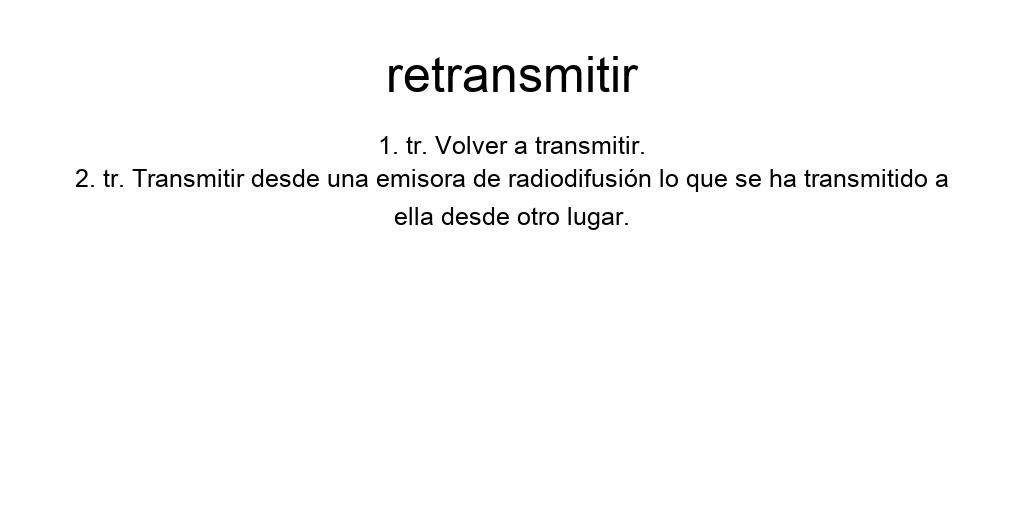 retransmitir
1. tr. Volver a transmitir.
2. tr. Transmitir desde una emisora de radiodifusión lo que se ha transmitido a
ella desde otro lugar.